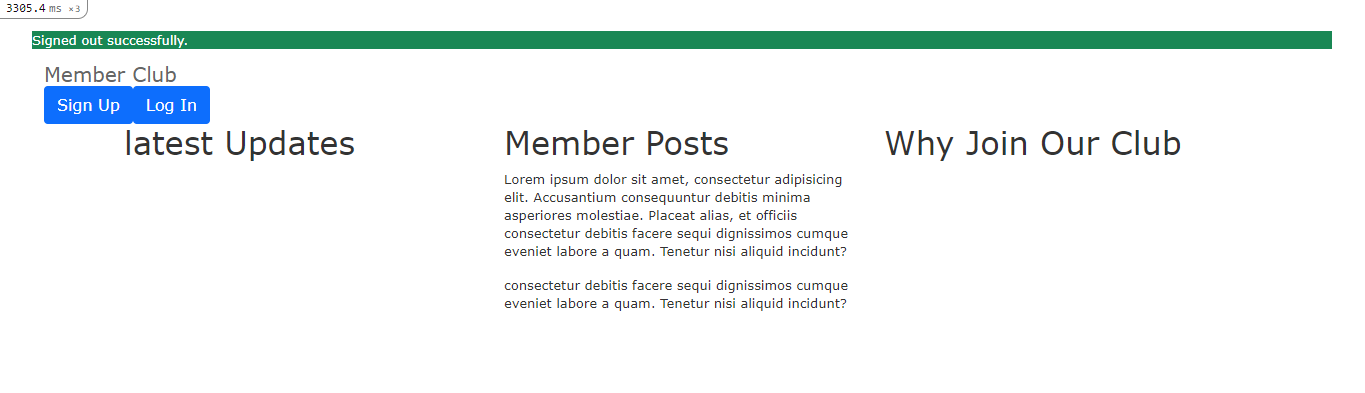 3305.4 ms ×3
Signed out successfully.
Member Club
Sign Up Log In
latest Updates
Member Posts
Lorem ipsum dolor sit amet, consectetur adipisicing
elit. Accusantium consequuntur debitis minima
asperiores molestiae. Placeat alias, et officiis
consectetur debitis facere sequi dignissimos cumque
eveniet labore a quam. Tenetur nisi aliquid incidunt?
consectetur debitis facere sequi dignissimos cumque
eveniet labore a quam. Tenetur nisi aliquid incidunt?
Why Join Our Club